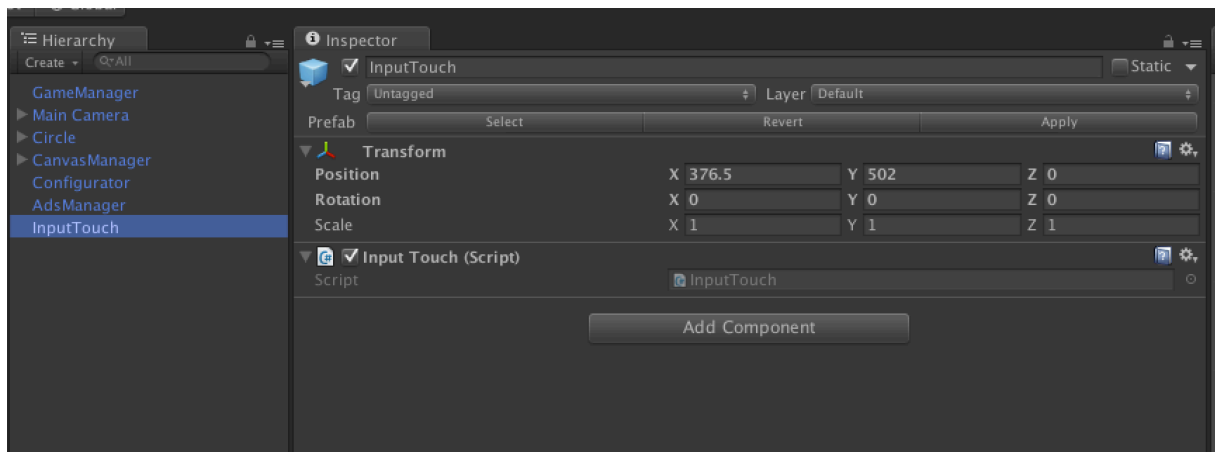 Global
Hierarchy
Create
All
GameManager
Main Camera
Circle
CanvasManager
Configurator
AdsManager
InputTouch
Inspector
InputTouch
Static
Tag Untagged Layer Default
Prefab Select Revert Apply
Transform
Position X 376.5 Y 502 Z 0
Rotation X 0 Y 0 Z 0
Scale X 1 Y 1 Z 1
Input Touch (Script)
Script InputTouch
Add Component